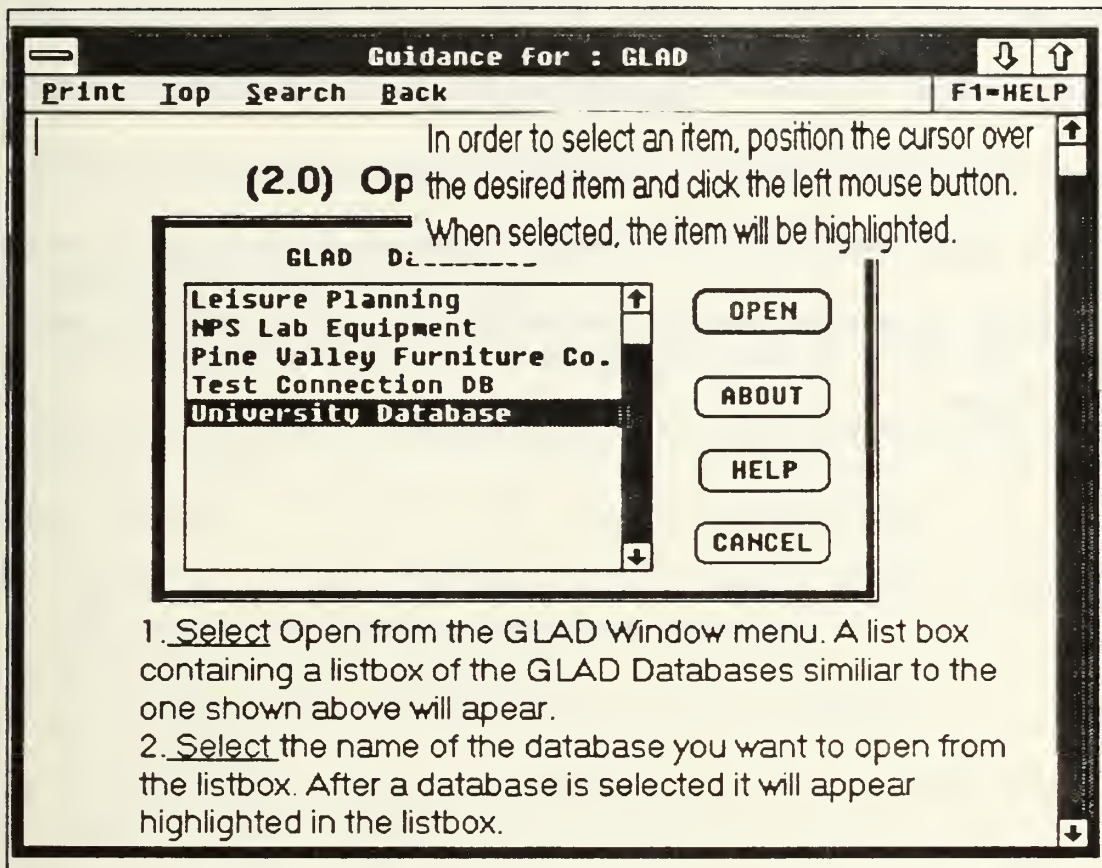 Guidance for : GLAD
Print Top Search Back F1=HELP
In order to select an item, position the cursor over
the desired item and click the left mouse button.
When selected, the item will be highlighted.
(2.0) Op
GLAD
Leisure Planning
NPS Lab Equipment
Pine Valley Furniture Co.
Test Connection DB
University Database
OPEN
ABOUT
HELP
CANCEL
1. Select Open from the GLAD Window menu. A list box
containing a listbox of the GLAD Databases similiar to the
one shown above will apear.
2. Select the name of the database you want to open from
the listbox. After a database is selected it will appear
highlighted in the listbox.